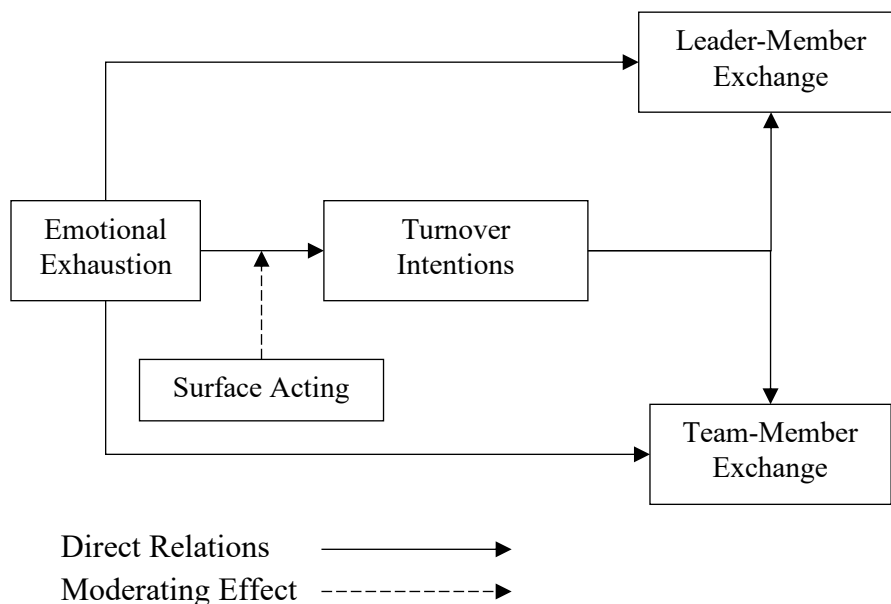 Leader-Member
Exchange
Emotional
Exhaustion
Turnover
Intentions
Surface Acting
Team-Member
Exchange
Direct Relations
Moderating Effect